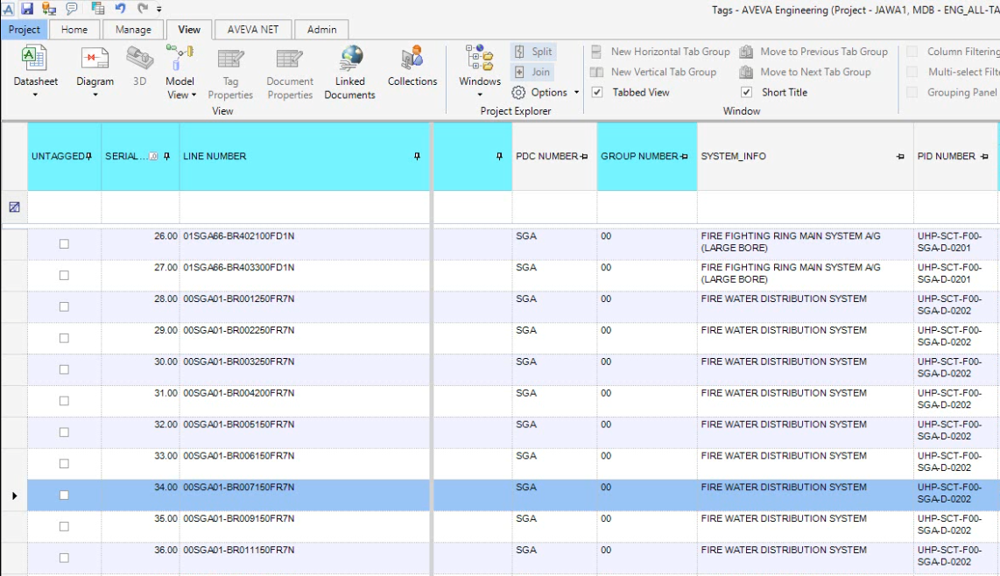 Tags - AVEVA Engineering (Project - JAWA1, MDB - ENG_ALL-TA
Project Home Manage View AVEVA NET Admin
Datasheet Diagram 3D Model View Tag Properties Document Properties Linked Documents Collections
View
Windows Split Join Options
Project Explorer
New Horizontal Tab Group Move to Previous Tab Group
New Vertical Tab Group Move to Next Tab Group
Tabbed View Short Title
Window
Column Filtering
Multi-select Filte
Grouping Panel
UNTAGGED SERIAL... LINE NUMBER PDC NUMBER GROUP NUMBER SYSTEM_INFO PID NUMBER
26.00 01SGA66-BR402100FD1N SGA 00 FIRE FIGHTING RING MAIN SYSTEM A/G UHP-SCT-F00-
(LARGE BORE) SGA-D-0201
27.00 01SGA66-BR403300FD1N SGA 00 FIRE FIGHTING RING MAIN SYSTEM A/G UHP-SCT-F00-
(LARGE BORE) SGA-D-0201
28.00 00SGA01-BR001250FR7N SGA 00 FIRE WATER DISTRIBUTION SYSTEM UHP-SCT-F00-
SGA-D-0202
29.00 00SGA01-BR002250FR7N SGA 00 FIRE WATER DISTRIBUTION SYSTEM UHP-SCT-F00-
SGA-D-0202
30.00 00SGA01-BR003250FR7N SGA 00 FIRE WATER DISTRIBUTION SYSTEM UHP-SCT-F00-
SGA-D-0202
31.00 00SGA01-BR004200FR7N SGA 00 FIRE WATER DISTRIBUTION SYSTEM UHP-SCT-F00-
SGA-D-0202
32.00 00SGA01-BR005150FR7N SGA 00 FIRE WATER DISTRIBUTION SYSTEM UHP-SCT-F00-
SGA-D-0202
33.00 00SGA01-BR006150FR7N SGA 00 FIRE WATER DISTRIBUTION SYSTEM UHP-SCT-F00-
SGA-D-0202
34.00 00SGA01-BR007150FR7N SGA 00 FIRE WATER DISTRIBUTION SYSTEM UHP-SCT-F00-
SGA-D-0202
35.00 00SGA01-BR009150FR7N SGA 00 FIRE WATER DISTRIBUTION SYSTEM UHP-SCT-F00-
SGA-D-0202
36.00 00SGA01-BR011150FR7N SGA 00 FIRE WATER DISTRIBUTION SYSTEM UHP-SCT-F00-
SGA-D-0202